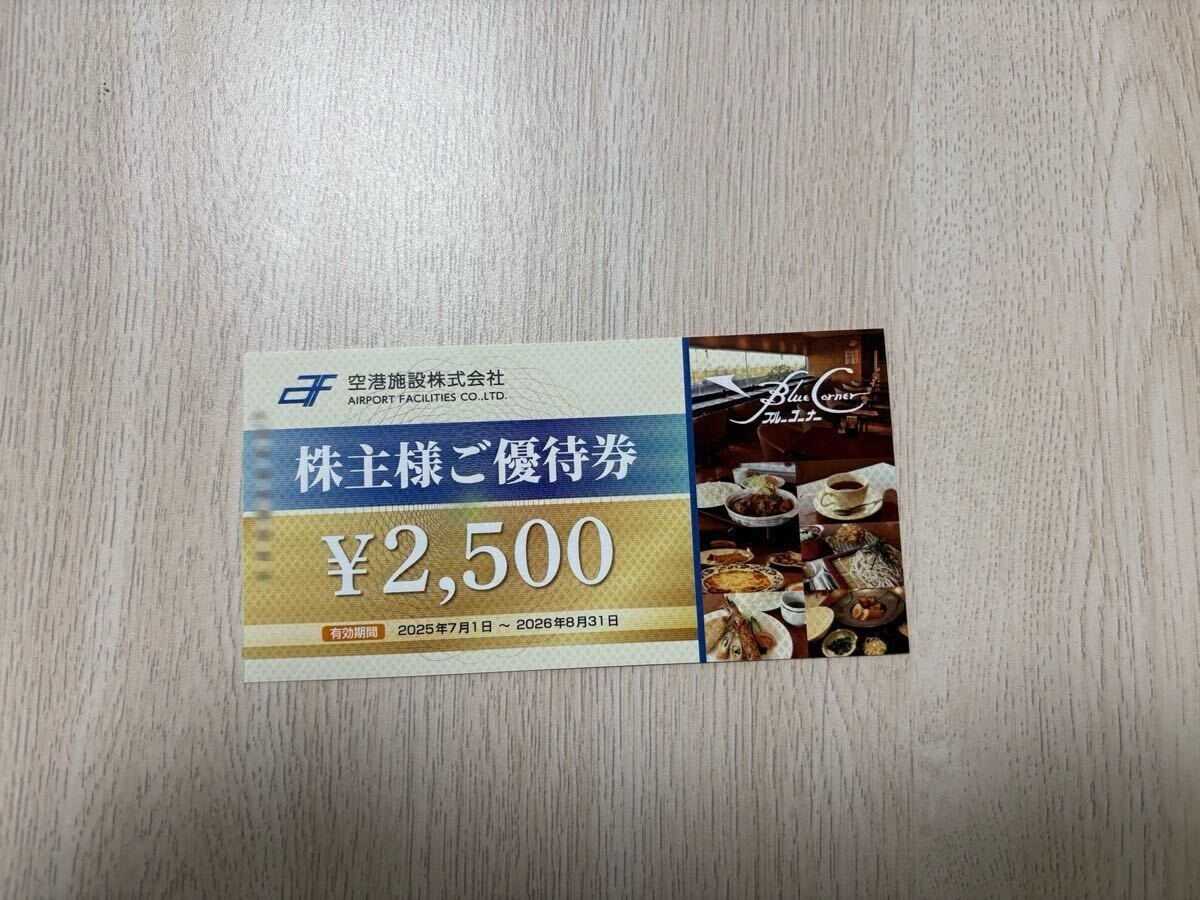 空港施設株式会社
AIRPORT FACILITIES CO.,LTD.
株主様ご優待券
¥2,500
有効期間 2025年7月1日 ～ 2026年8月31日
Blue Corner
ブルーコーナー